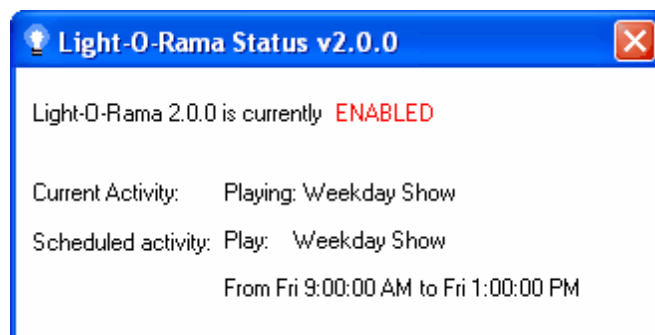 Light-O-Rama Status v2.0.0
Light-O-Rama 2.0.0 is currently ENABLED
Current Activity: Playing: Weekday Show
Scheduled activity: Play: Weekday Show
From Fri 9:00:00 AM to Fri 1:00:00 PM